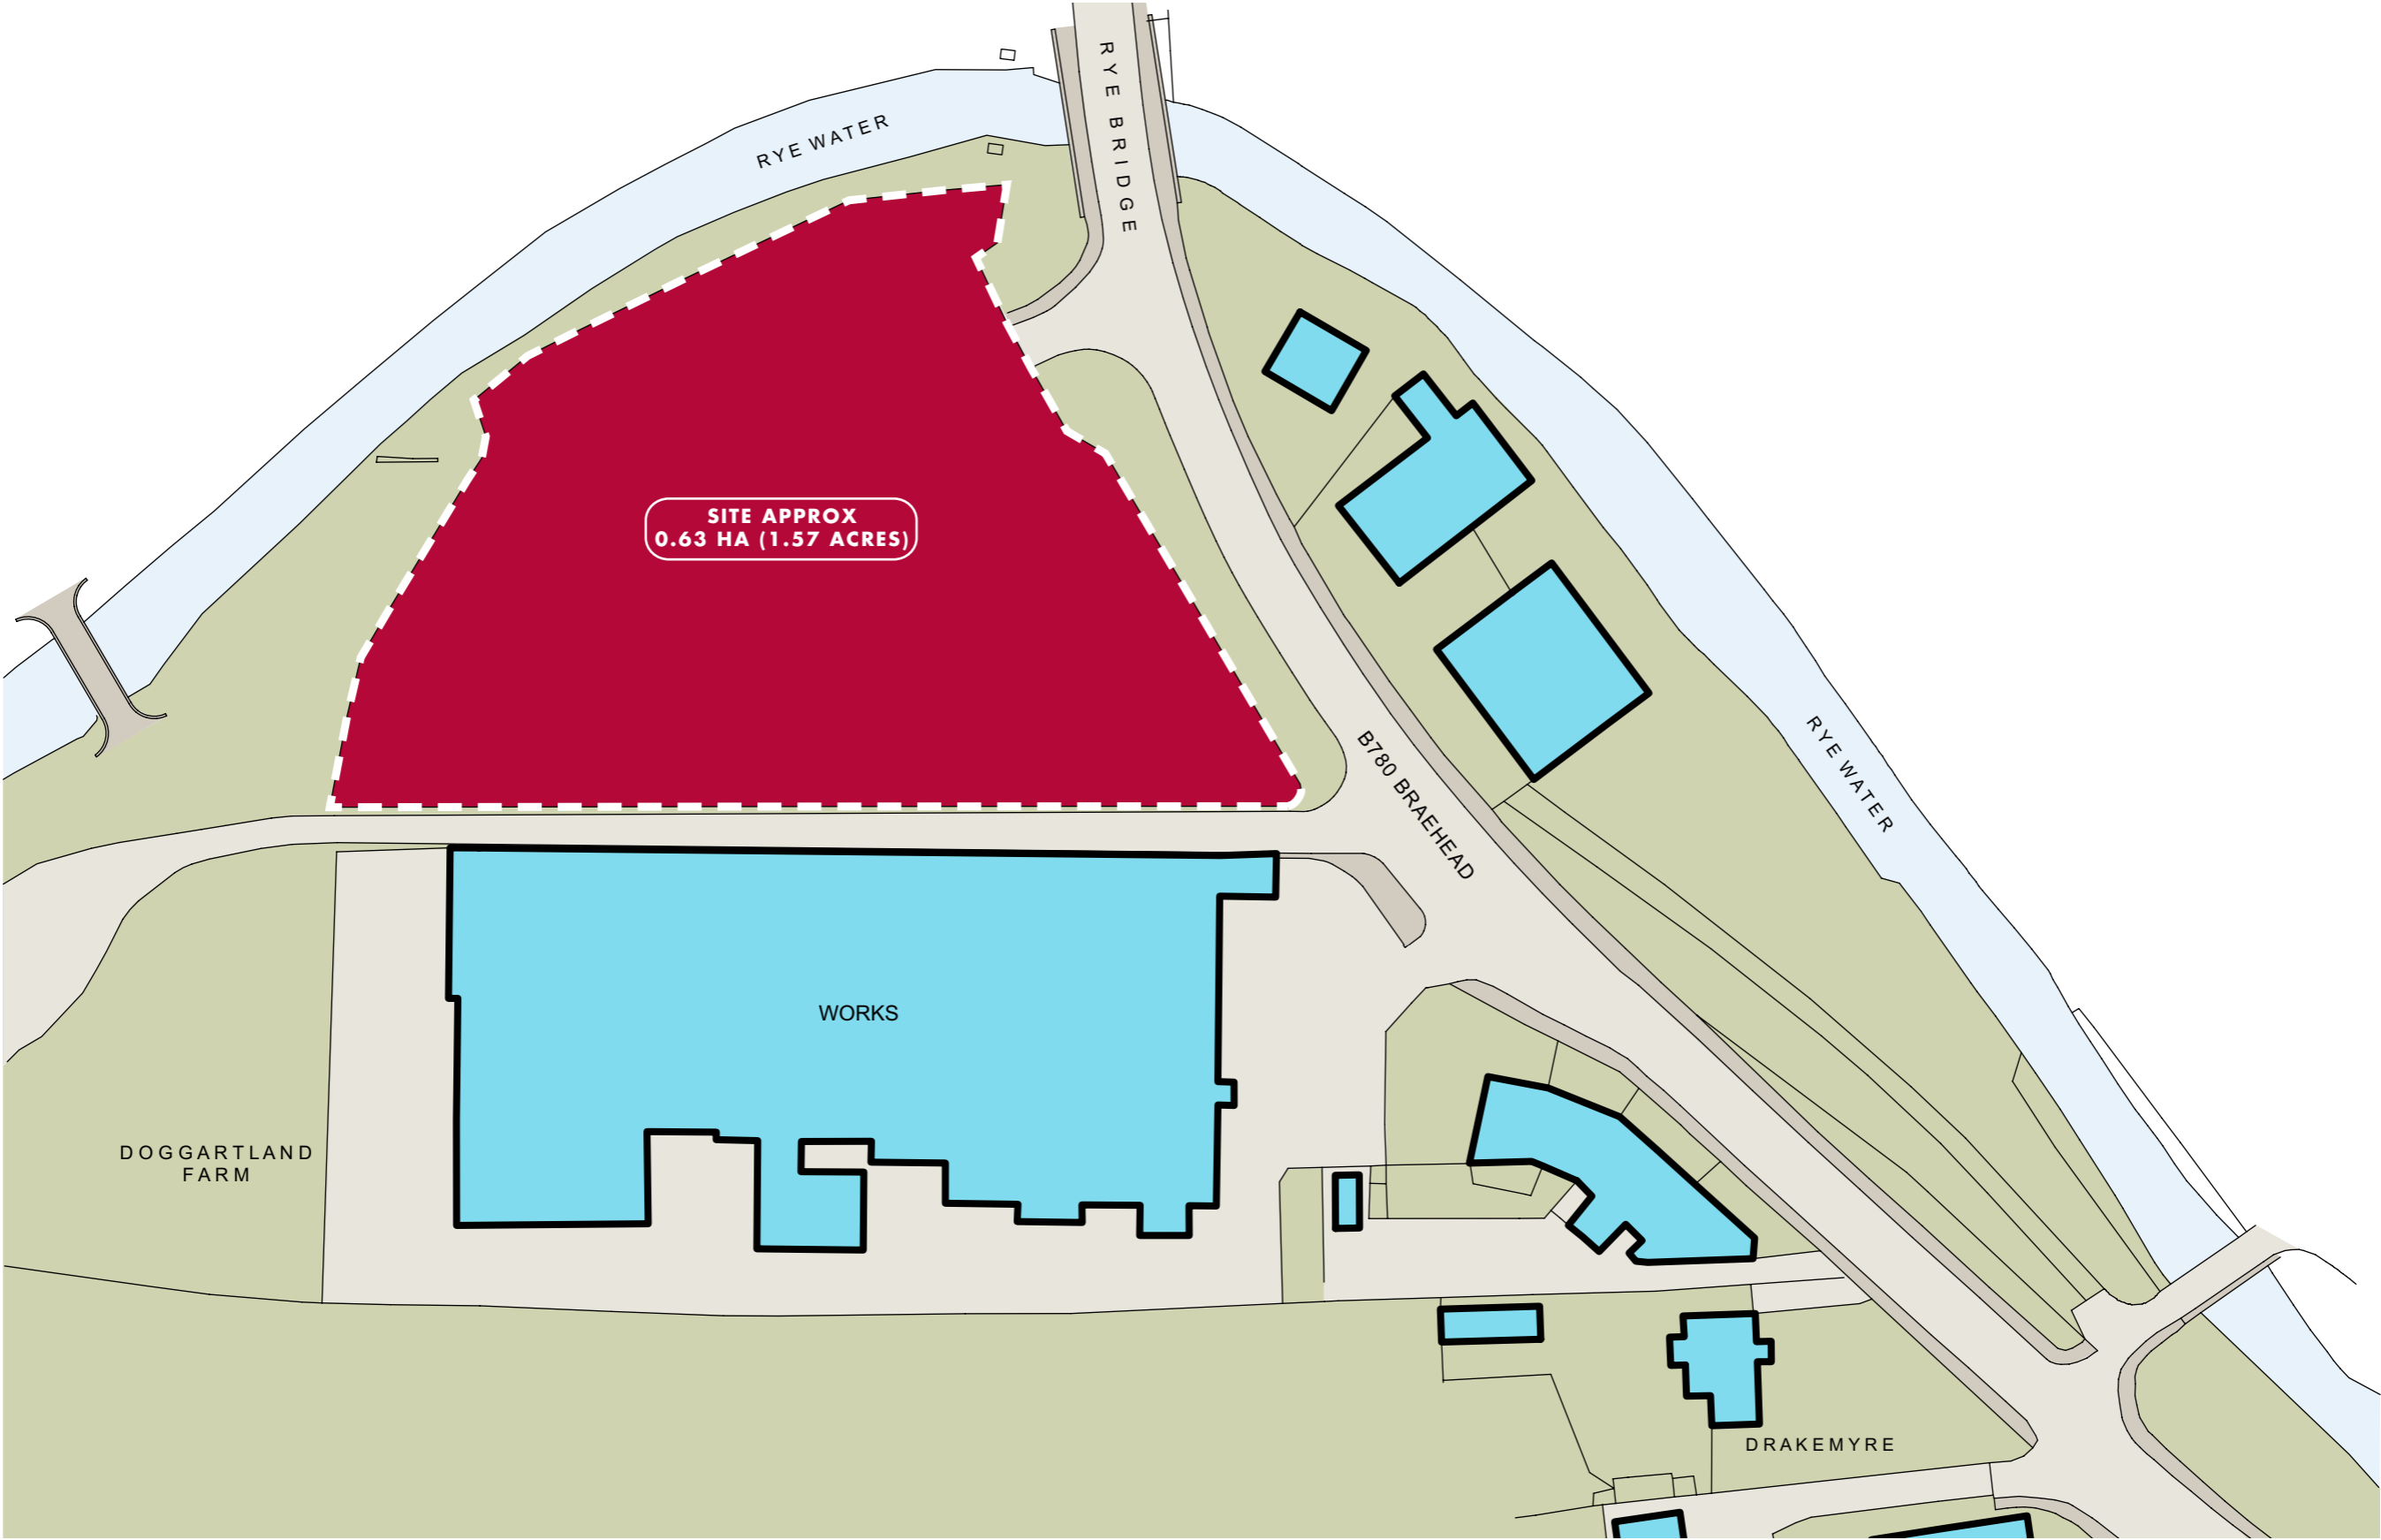 RYE BRIDGE
RYE WATER
SITE APPROX
0.63 HA (1.57 ACRES)
B780 BRAEHEAD
RYE WATER
WORKS
DOGGARTLAND
FARM
DRAKEMYRE